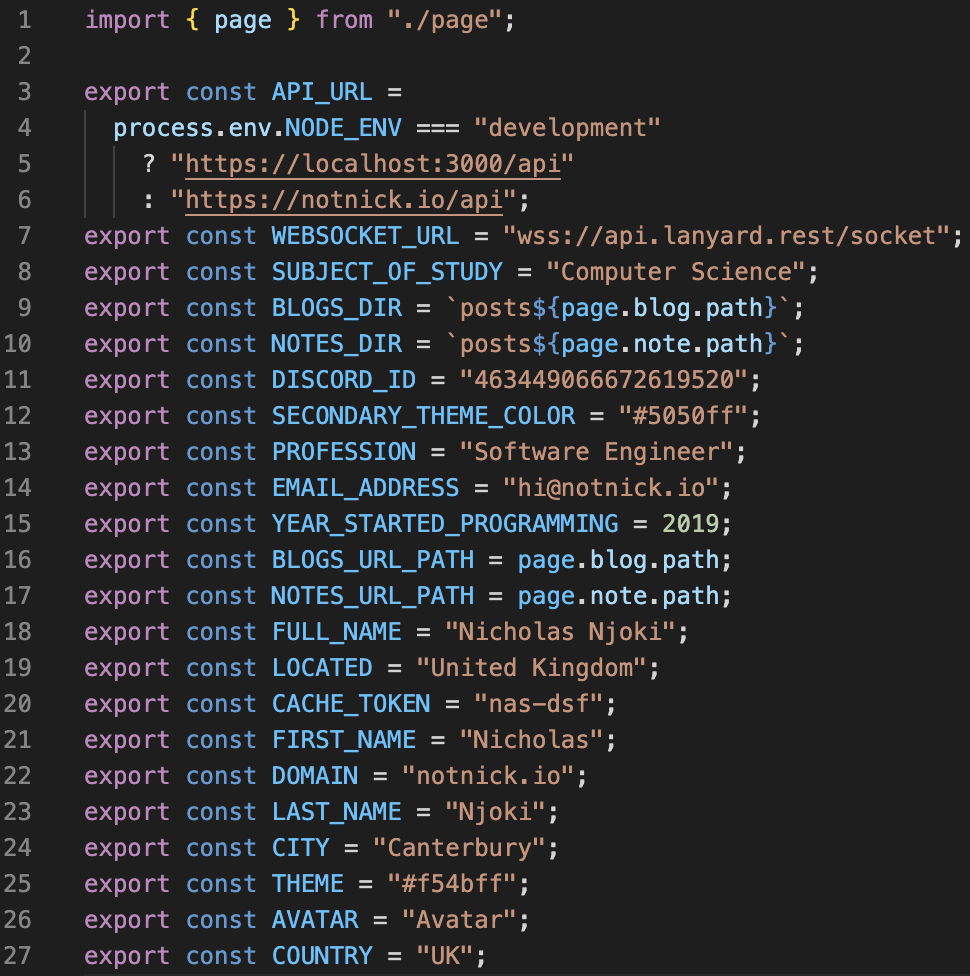 1 import { page } from "./page";
2
3 export const API_URL =
4 process.env.NODE_ENV === "development"
5 ? "https://localhost:3000/api"
6 : "https://notnick.io/api";
7 export const WEBSOCKET_URL = "wss://api.lanyard.rest/socket";
8 export const SUBJECT_OF_STUDY = "Computer Science";
9 export const BLOGS_DIR = `posts${page.blog.path}`;
10 export const NOTES_DIR = `posts${page.note.path}`;
11 export const DISCORD_ID = "463449066672619520";
12 export const SECONDARY_THEME_COLOR = "#5050ff";
13 export const PROFESSION = "Software Engineer";
14 export const EMAIL_ADDRESS = "hi@notnick.io";
15 export const YEAR_STARTED_PROGRAMMING = 2019;
16 export const BLOGS_URL_PATH = page.blog.path;
17 export const NOTES_URL_PATH = page.note.path;
18 export const FULL_NAME = "Nicholas Njoki";
19 export const LOCATED = "United Kingdom";
20 export const CACHE_TOKEN = "nas-dsf";
21 export const FIRST_NAME = "Nicholas";
22 export const DOMAIN = "notnick.io";
23 export const LAST_NAME = "Njoki";
24 export const CITY = "Canterbury";
25 export const THEME = "#f54bff";
26 export const AVATAR = "Avatar";
27 export const COUNTRY = "UK";